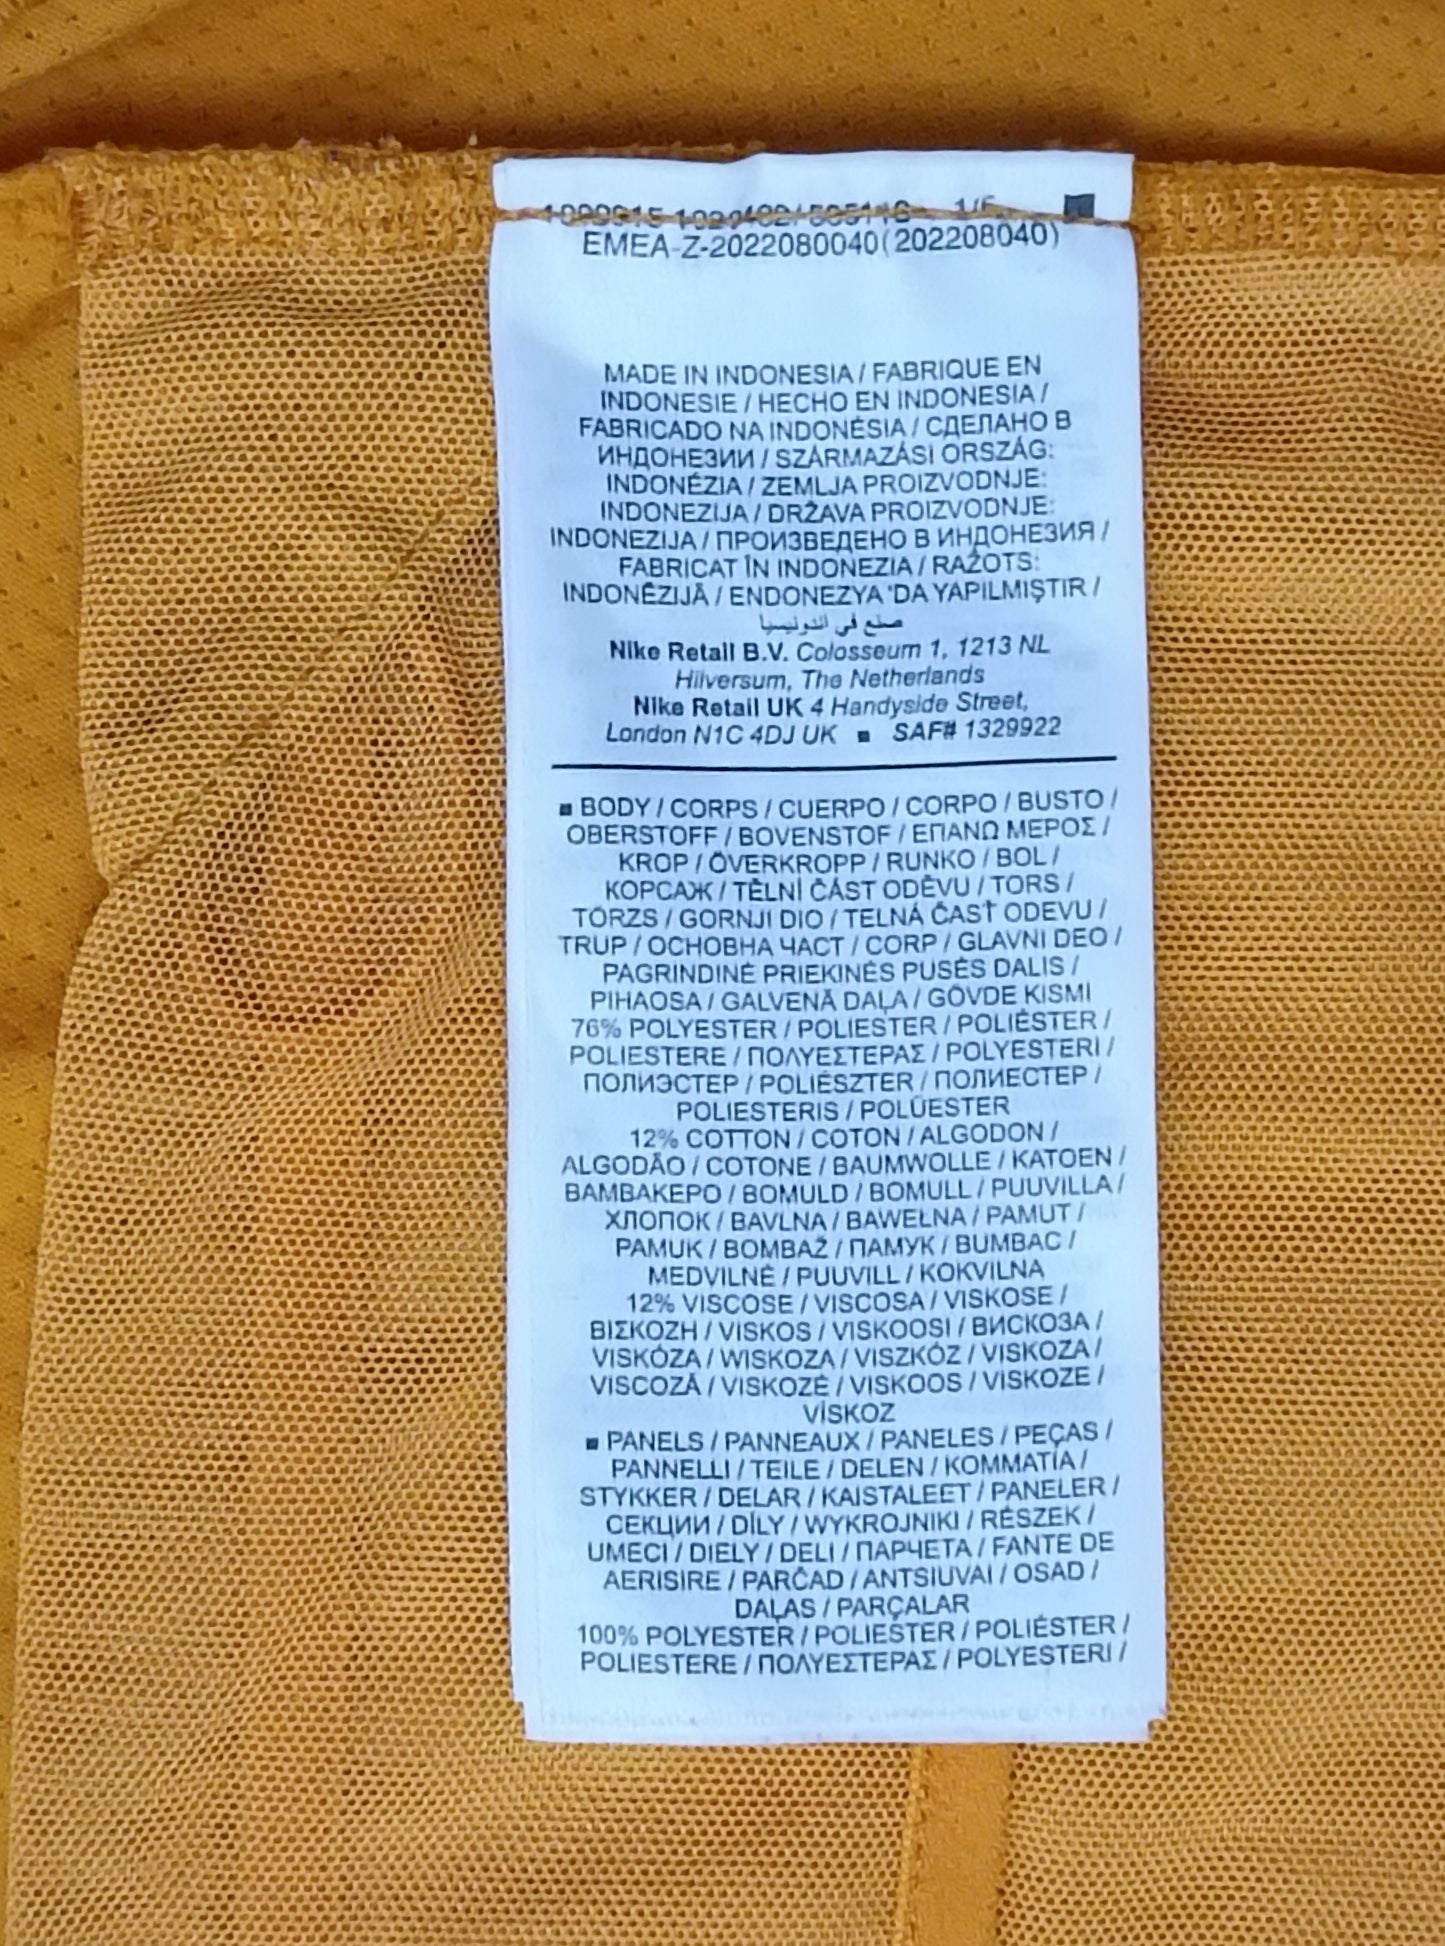 1/5
EMEA-Z-2022080040(202208040)
MADE IN INDONESIA / FABRIQUE EN
INDONESIE / HECHO EN INDONESIA /
FABRICADO NA INDONÉSIA / СДЕЛАНО В
ИНДОНЕЗИИ / SZÁRMAZÁSI ORSZÁG:
INDONÉZIA / ZEMLJA PROIZVODNJE:
INDONEZIJA / DRŽAVA PROIZVODNJE:
INDONEZIJA / ПРОИЗВЕДЕНО В ИНДОНЕЗИЯ /
FABRICAT ÎN INDONEZIA / RAŽOTS:
INDONĒZIJĀ / ENDONEZYA 'DA YAPILMIŞTIR /
صنع في اندونيسيا
Nike Retail B.V. Colosseum 1, 1213 NL
Hilversum, The Netherlands
Nike Retail UK 4 Handyside Street,
London N1C 4DJ UK ■ SAF# 1329922
■ BODY / CORPS / CUERPO / CORPO / BUSTO /
OBERSTOFF / BOVENSTOF / ΕΠΑΝΩ ΜΕΡΟΣ /
KROP / ÖVERKROPP / RUNKO / BOL /
КОРСАЖ / TĚLNÍ ČÁST ODĚVU / TORS /
TÖRZS / GORNJI DIO / TELNÁ ČASŤ ODEVU /
TRUP / ОСНОВНА ЧАСТ / CORP / GLAVNI DEO /
PAGRINDINĖ PRIEKINĖS PUSĖS DALIS /
PIHAOSA / GALVENĀ DAĻA / GÖVDE KISMI
76% POLYESTER / POLIESTER / POLIÉSTER /
POLIESTERE / ΠΟΛΥΕΣΤΕΡΑΣ / POLYESTERI /
ПОЛИЭСТЕР / POLIÉSZTER / ПОЛИЕСТЕР /
POLIESTERIS / POLÜESTER
12% COTTON / COTON / ALGODON /
ALGODÃO / COTONE / BAUMWOLLE / KATOEN /
ΒΑΜΒΑΚΕΡΟ / BOMULD / BOMULL / PUUVILLA /
ХЛОПОК / BAVLNA / BAWEŁNA / PAMUT /
PAMUK / BOMBAŽ / ПАМУК / BUMBAC /
MEDVILNĖ / PUUVILL / KOKVILNA
12% VISCOSE / VISCOSA / VISKOSE /
ΒΙΣΚΟΖΗ / VISKOS / VISKOOSI / ВИСКОЗА /
VISKÓZA / WISKOZA / VISZKÓZ / VISKOZA /
VISCOZĂ / VISKOZĖ / VISKOOS / VISKOZE /
VİSKOZ
■ PANELS / PANNEAUX / PANELES / PEÇAS /
PANNELLI / TEILE / DELEN / ΚΟΜΜΑΤΙΑ /
STYKKER / DELAR / KAISTALEET / PANELER /
СЕКЦИИ / DÍLY / WYKROJNIKI / RÉSZEK /
UMECI / DIELY / DELI / ПАРЧЕТА / FANTE DE
AERISIRE / PARČAD / ANTSIUVAI / OSAD /
DAĻAS / PARÇALAR
100% POLYESTER / POLIESTER / POLIÉSTER /
POLIESTERE / ΠΟΛΥΕΣΤΕΡΑΣ / POLYESTERI /